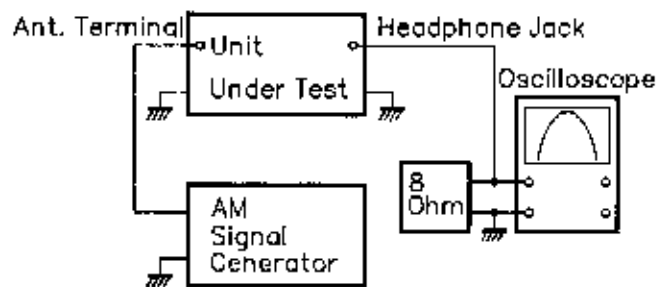 Ant. Terminal
Unit
Under Test
Headphone Jack
Oscilloscope
8
Ohm
AM
Signal
Generator